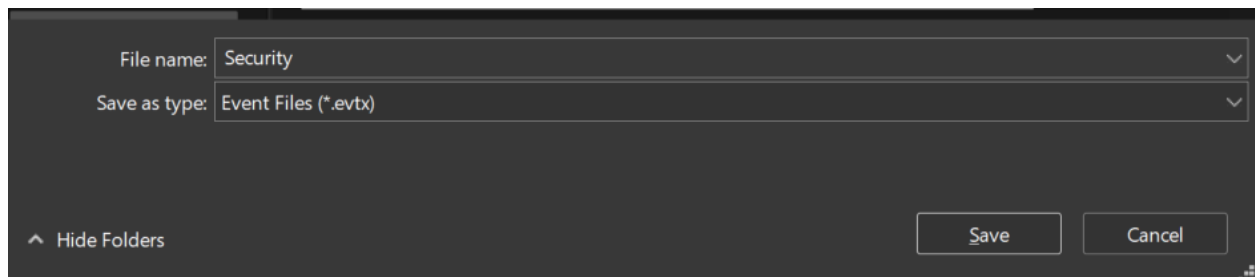 File name: Security
Save as type: Event Files (*.evtx)
Hide Folders Save Cancel